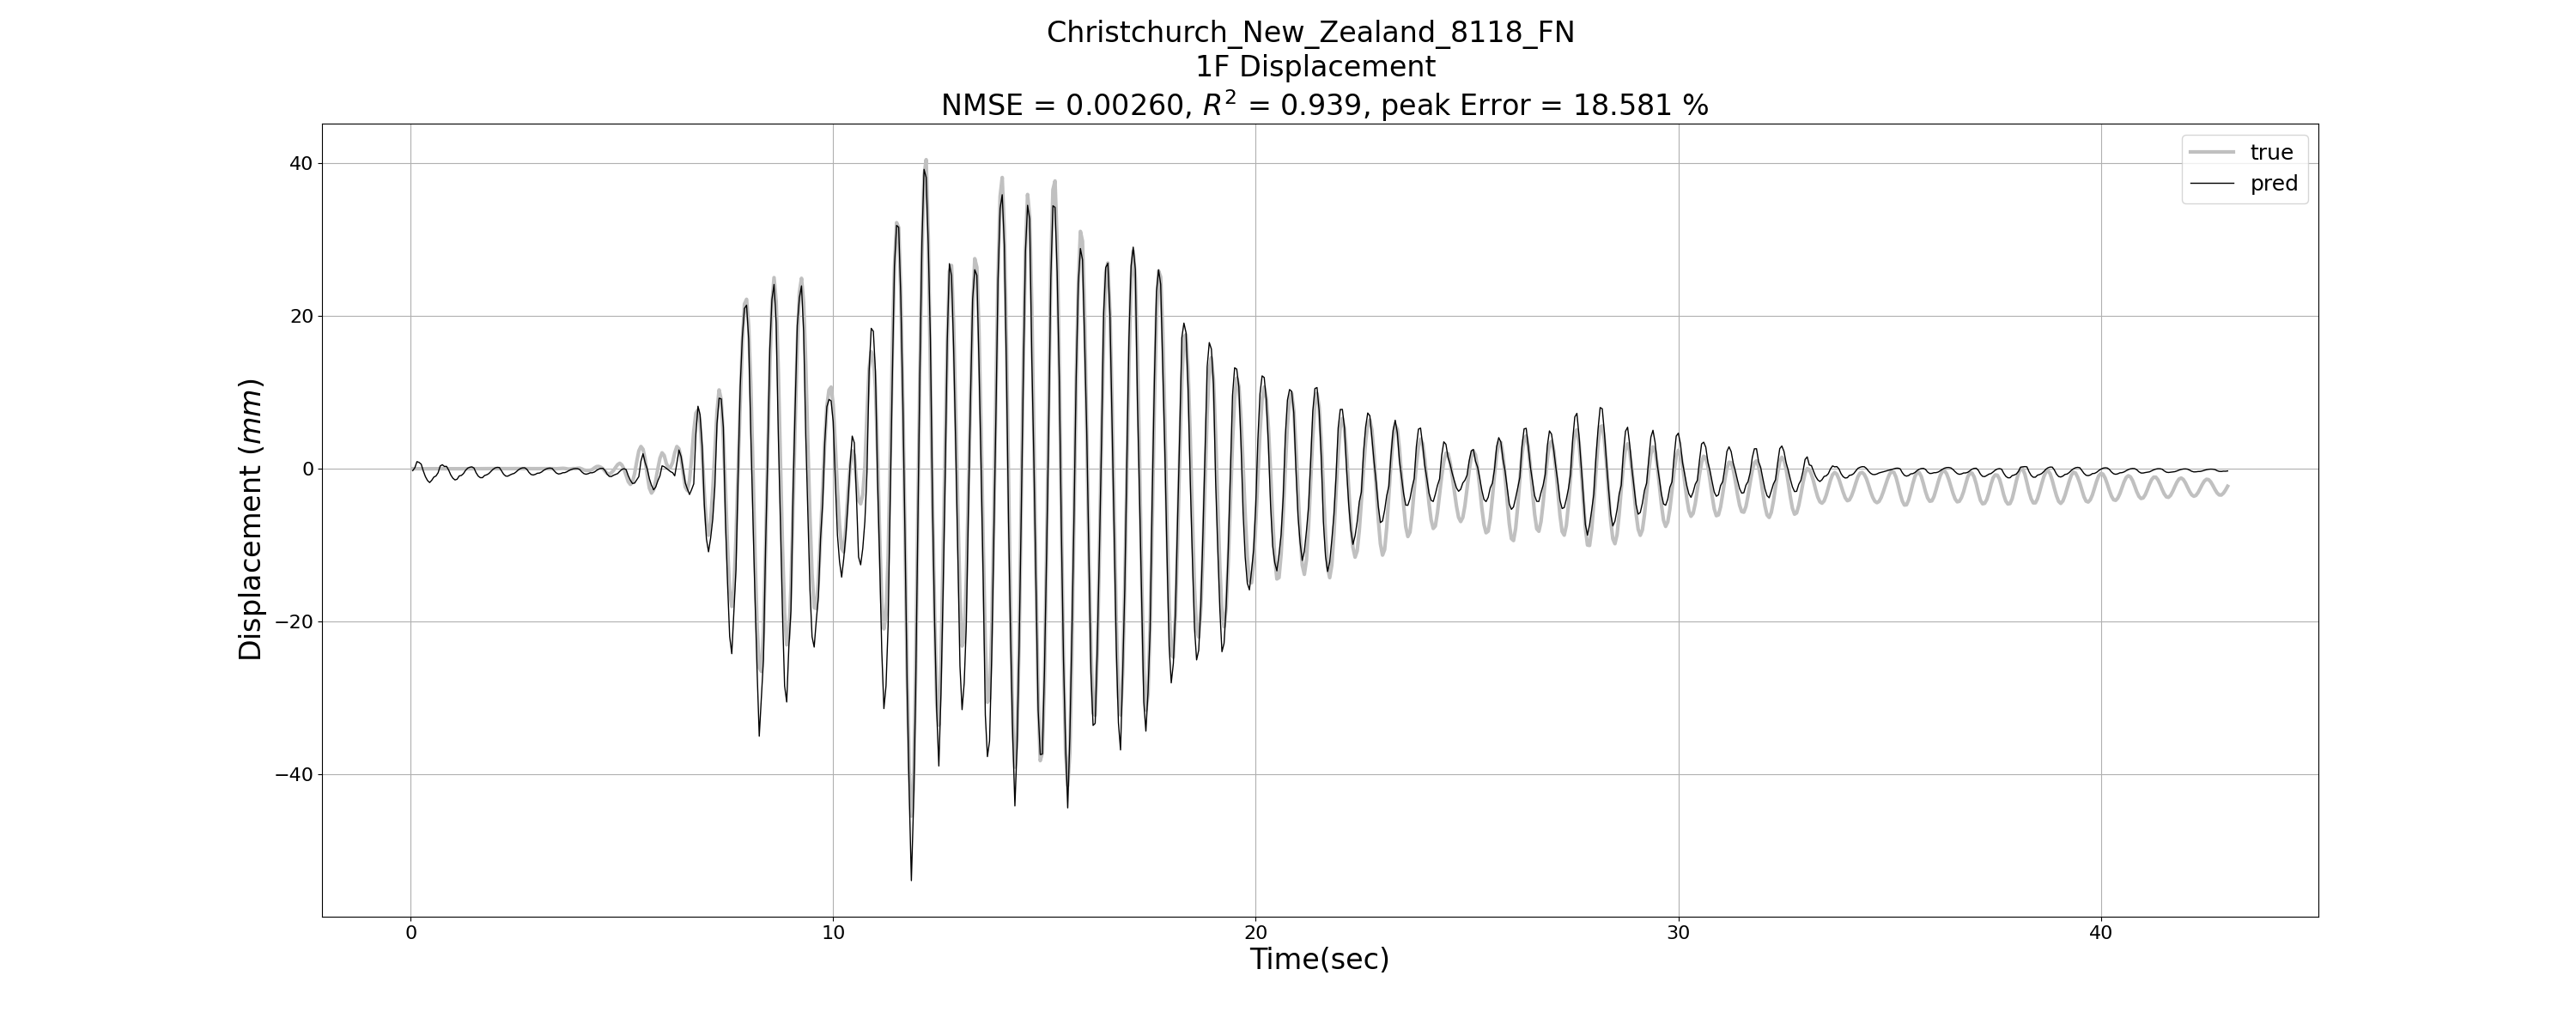 Christchurch_New_Zealand_8118_FN
1F Displacement
NMSE = 0.00260, R² = 0.939, peak Error = 18.581 %
true
pred
40
20
0
−20
−40
Displacement (mm)
0 10 20 30 40
Time(sec)